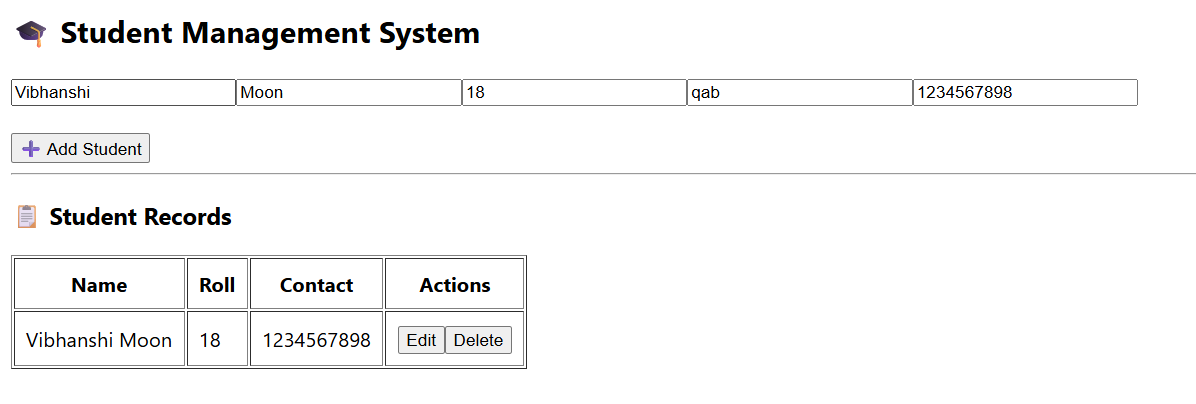 🎓 Student Management System
Vibhanshi Moon 18 qab 1234567898
➕ Add Student
📋 Student Records
Name Roll Contact Actions
Vibhanshi Moon 18 1234567898 Edit Delete